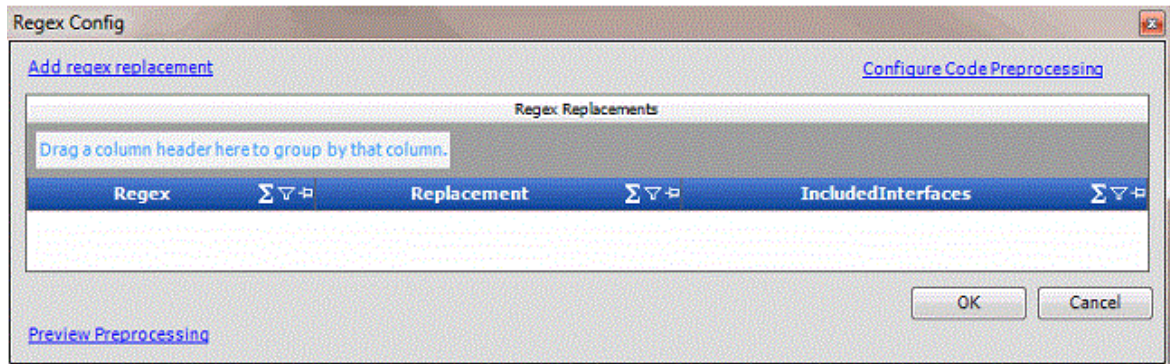 Regex Config
Add regex replacement
Configure Code Preprocessing
Regex Replacements
Drag a column header here to group by that column.
Regex Σ Replacement Σ IncludedInterfaces Σ
OK Cancel
Preview Preprocessing